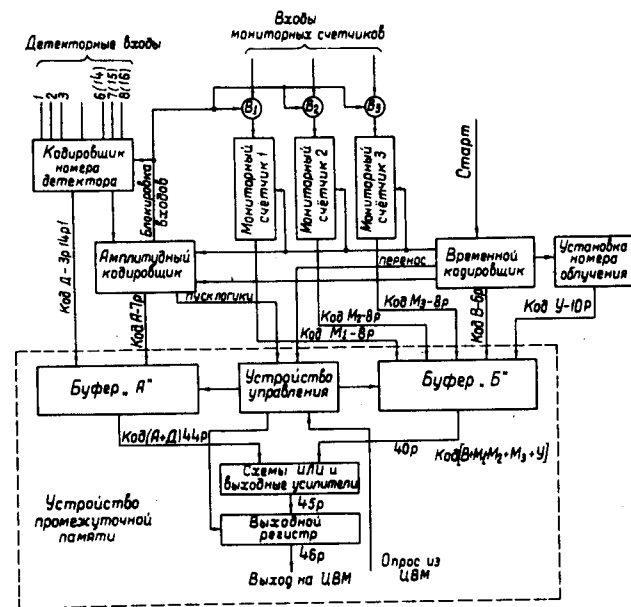 Входы
мониторных счетчиков
Детекторные входы
1
2
3
6(14)
7(15)
8(16)
В1
В2
В3
Кодировщик
номера
детектора
Блокировка
входов
Мониторный
счётчик 1
Мониторный
счётчик 2
Мониторный
счётчик 3
Старт
Амплитудный
кодировщик
перенос
Временной
кодировщик
Установка
номера
облучения
Код Д-3р(4р)
Код А-7р
пуск логики
Код М3-8р
Код М2-8р
Код М1-8р
Код В-6р
Код У-10р
Буфер „А"
Устройство
управления
Буфер „Б"
Код(А+Д)44р
40р
Код[В+М1+М2+М3+У]
Схемы ИЛИ и
выходные усилители
45р
Устройство
промежуточной
памяти
Выходной
регистр
46р
Выход на ЦВМ
Опрос из
ЦВМ